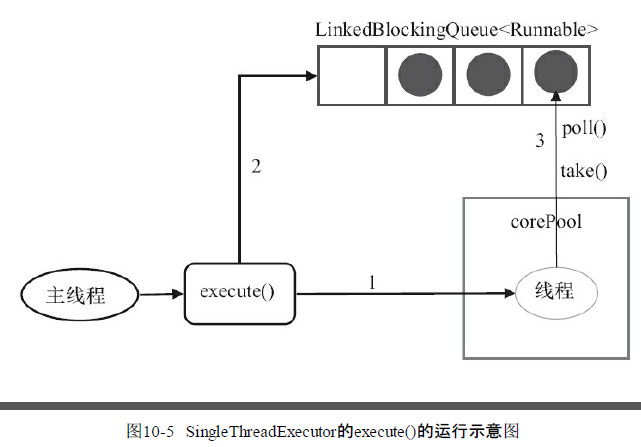 LinkedBlockingQueue<Runnable>
poll()
3
2
take()
corePool
主线程
execute()
1
线程
图10-5 SingleThreadExecutor的execute()的运行示意图